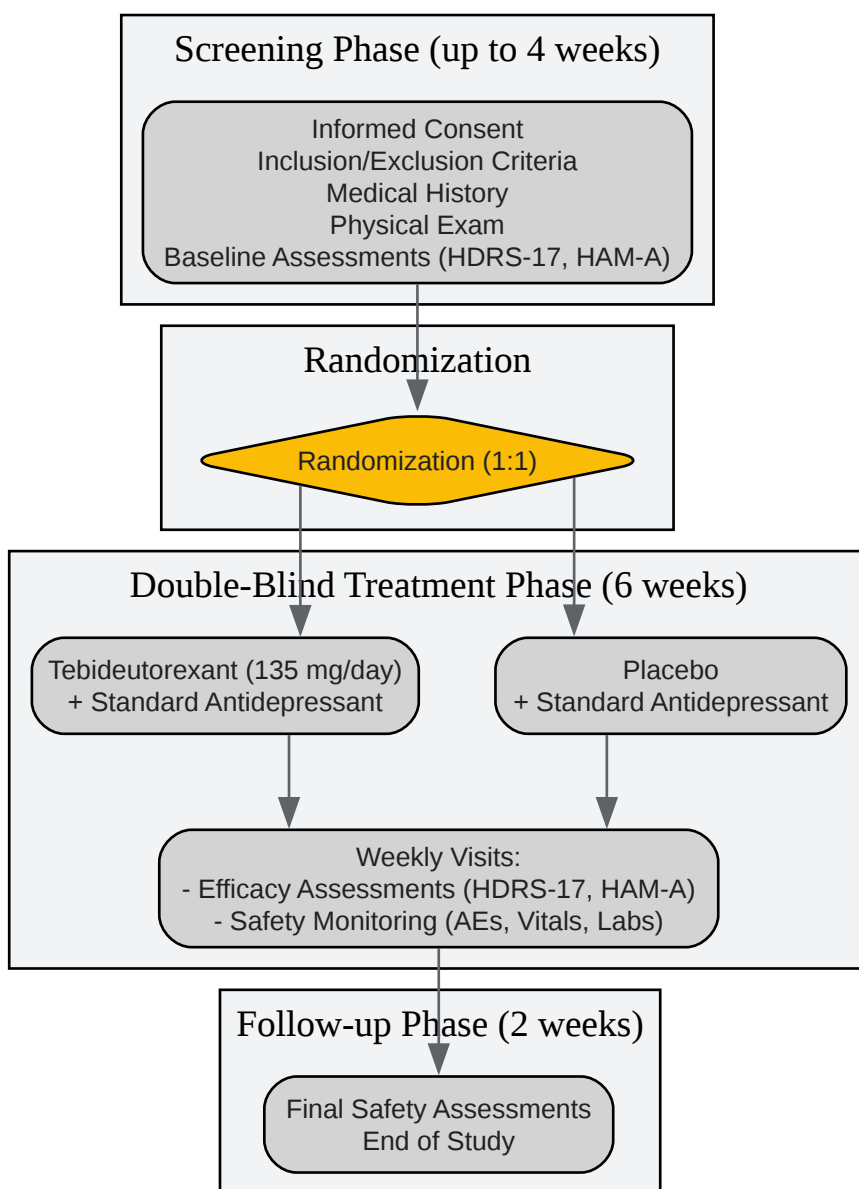 Screening Phase (up to 4 weeks)
Informed Consent
Inclusion/Exclusion Criteria
Medical History
Physical Exam
Baseline Assessments (HDRS-17, HAM-A)
Randomization
Randomization (1:1)
Double-Blind Treatment Phase (6 weeks)
Tebideutorexant (135 mg/day)
+ Standard Antidepressant
Placebo
+ Standard Antidepressant
Weekly Visits:
- Efficacy Assessments (HDRS-17, HAM-A)
- Safety Monitoring (AEs, Vitals, Labs)
Follow-up Phase (2 weeks)
Final Safety Assessments
End of Study